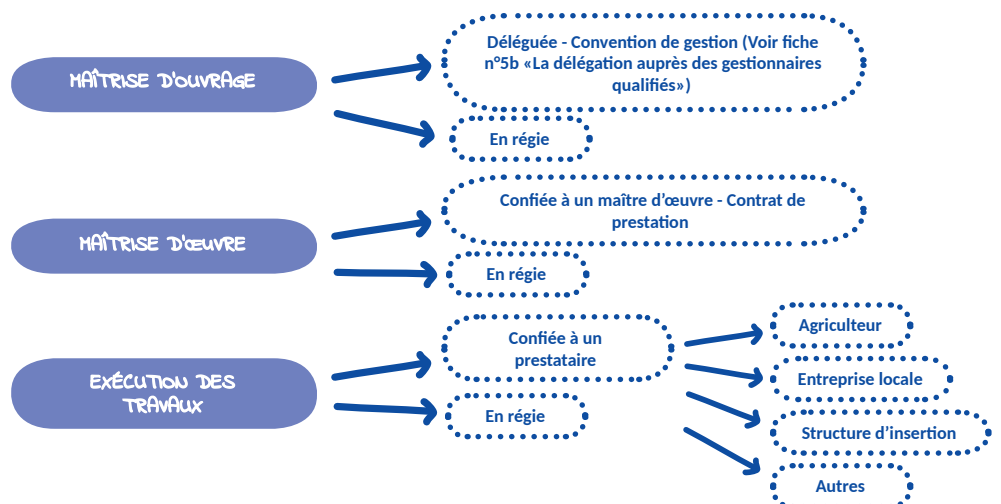 MAÎTRISE D'OUVRAGE
Déléguée - Convention de gestion (Voir fiche
n°5b «La délégation auprès des gestionnaires
qualifiés»)
En régie
MAÎTRISE D'ŒUVRE
Confiée à un maître d’œuvre - Contrat de
prestation
En régie
EXÉCUTION DES
TRAVAUX
Confiée à un
prestataire
En régie
Agriculteur
Entreprise locale
Structure d’insertion
Autres